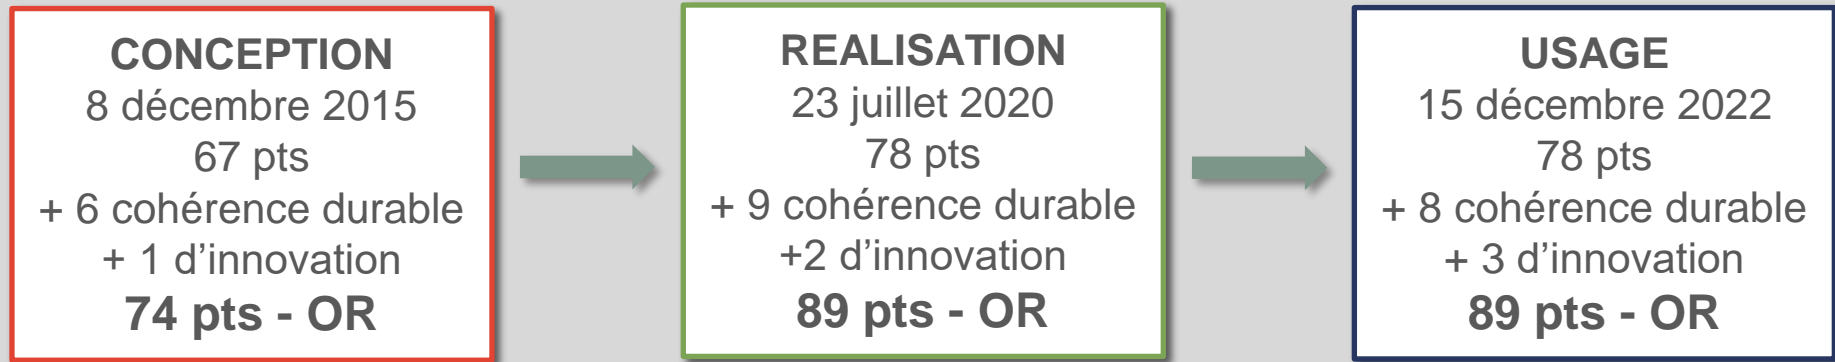 CONCEPTION
8 décembre 2015
67 pts
+ 6 cohérence durable
+ 1 d’innovation
74 pts - OR
REALISATION
23 juillet 2020
78 pts
+ 9 cohérence durable
+2 d’innovation
89 pts - OR
USAGE
15 décembre 2022
78 pts
+ 8 cohérence durable
+ 3 d’innovation
89 pts - OR